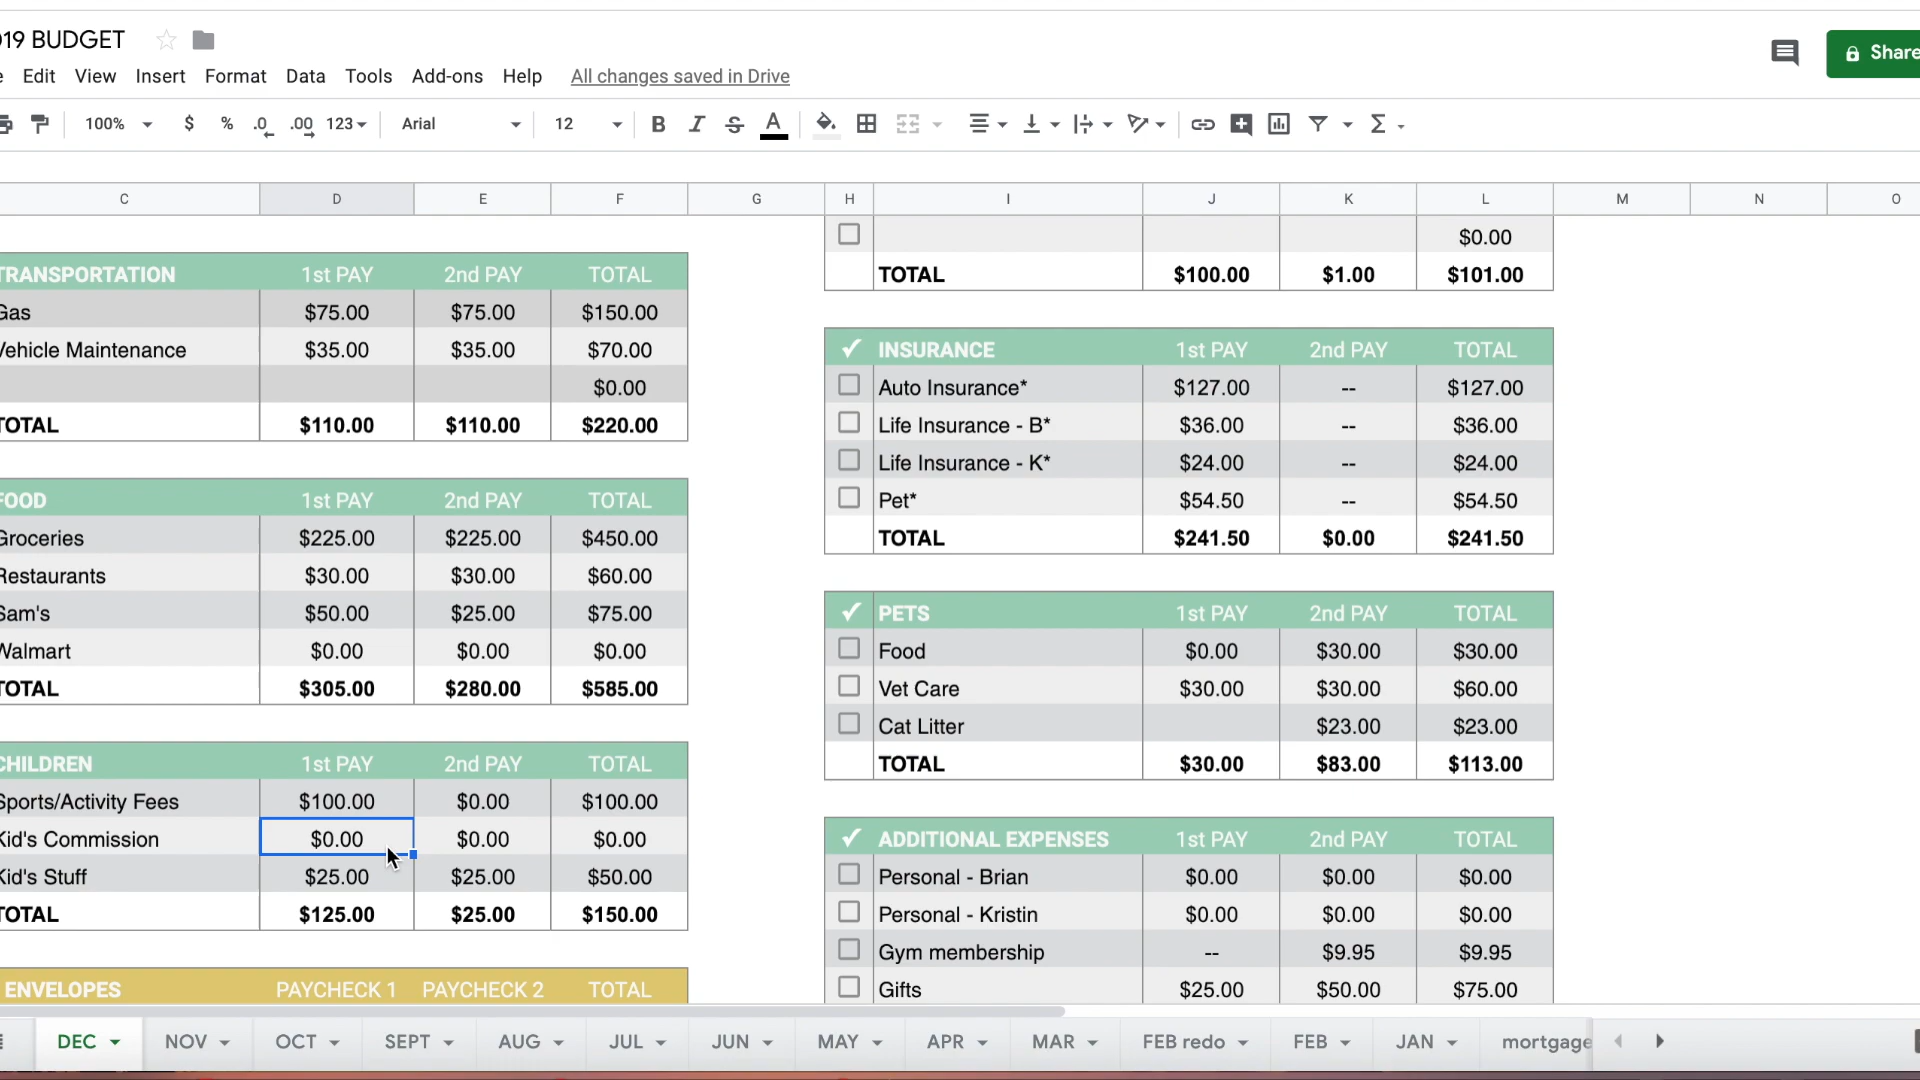 019 BUDGET
e Edit View Insert Format Data Tools Add-ons Help All changes saved in Drive
Share
100% $ % .0 .00 123 Arial 12 B I S A Σ
C D E F G H I J K L M N O
$0.00
TOTAL $100.00 $1.00 $101.00
TRANSPORTATION 1st PAY 2nd PAY TOTAL
Gas $75.00 $75.00 $150.00
Vehicle Maintenance $35.00 $35.00 $70.00
$0.00
TOTAL $110.00 $110.00 $220.00
FOOD 1st PAY 2nd PAY TOTAL
Groceries $225.00 $225.00 $450.00
Restaurants $30.00 $30.00 $60.00
Sam's $50.00 $25.00 $75.00
Walmart $0.00 $0.00 $0.00
TOTAL $305.00 $280.00 $585.00
CHILDREN 1st PAY 2nd PAY TOTAL
Sports/Activity Fees $100.00 $0.00 $100.00
Kid's Commission $0.00 $0.00 $0.00
Kid's Stuff $25.00 $25.00 $50.00
TOTAL $125.00 $25.00 $150.00
ENVELOPES PAYCHECK 1 PAYCHECK 2 TOTAL
✓ INSURANCE 1st PAY 2nd PAY TOTAL
Auto Insurance* $127.00 -- $127.00
Life Insurance - B* $36.00 -- $36.00
Life Insurance - K* $24.00 -- $24.00
Pet* $54.50 -- $54.50
TOTAL $241.50 $0.00 $241.50
✓ PETS 1st PAY 2nd PAY TOTAL
Food $0.00 $30.00 $30.00
Vet Care $30.00 $30.00 $60.00
Cat Litter $23.00 $23.00
TOTAL $30.00 $83.00 $113.00
✓ ADDITIONAL EXPENSES 1st PAY 2nd PAY TOTAL
Personal - Brian $0.00 $0.00 $0.00
Personal - Kristin $0.00 $0.00 $0.00
Gym membership -- $9.95 $9.95
Gifts $25.00 $50.00 $75.00
DEC NOV OCT SEPT AUG JUL JUN MAY APR MAR FEB redo FEB JAN mortgage